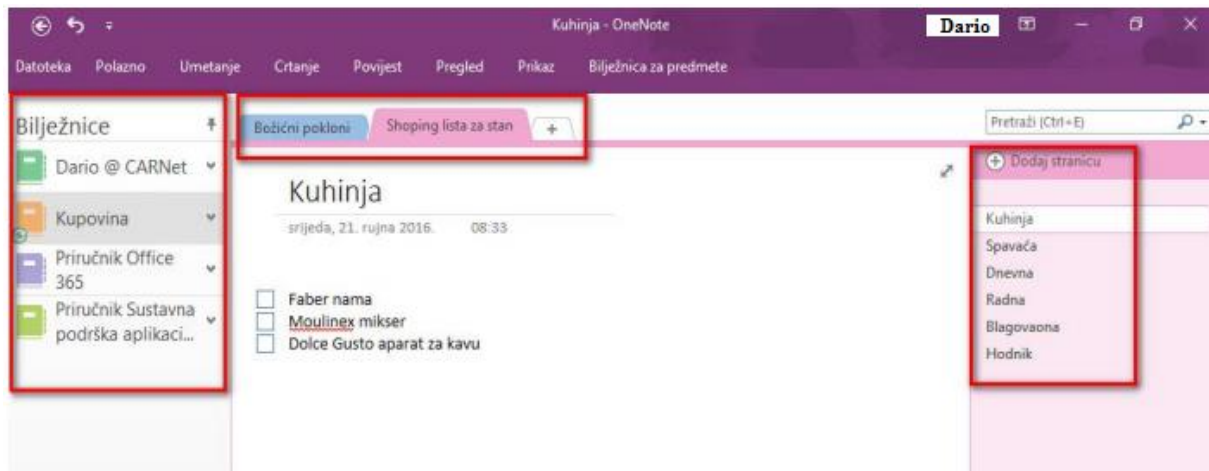 Kuhinja - OneNote
Dario
Datoteka Polazno Umetanje Crtanje Povijest Pregled Prikaz Bilježnica za predmete
Bilježnice
Dario @ CARNet
Kupovina
Priručnik Office
365
Priručnik Sustavna
podrška aplikaci...
Božićni pokloni Shoping lista za stan +
Kuhinja
srijeda, 21. rujna 2016. 08:33
Faber nama
Moulinex mikser
Dolce Gusto aparat za kavu
Pretraži (Ctrl+E)
Dodaj stranicu
Kuhinja
Spavaća
Dnevna
Radna
Blagovaona
Hodnik